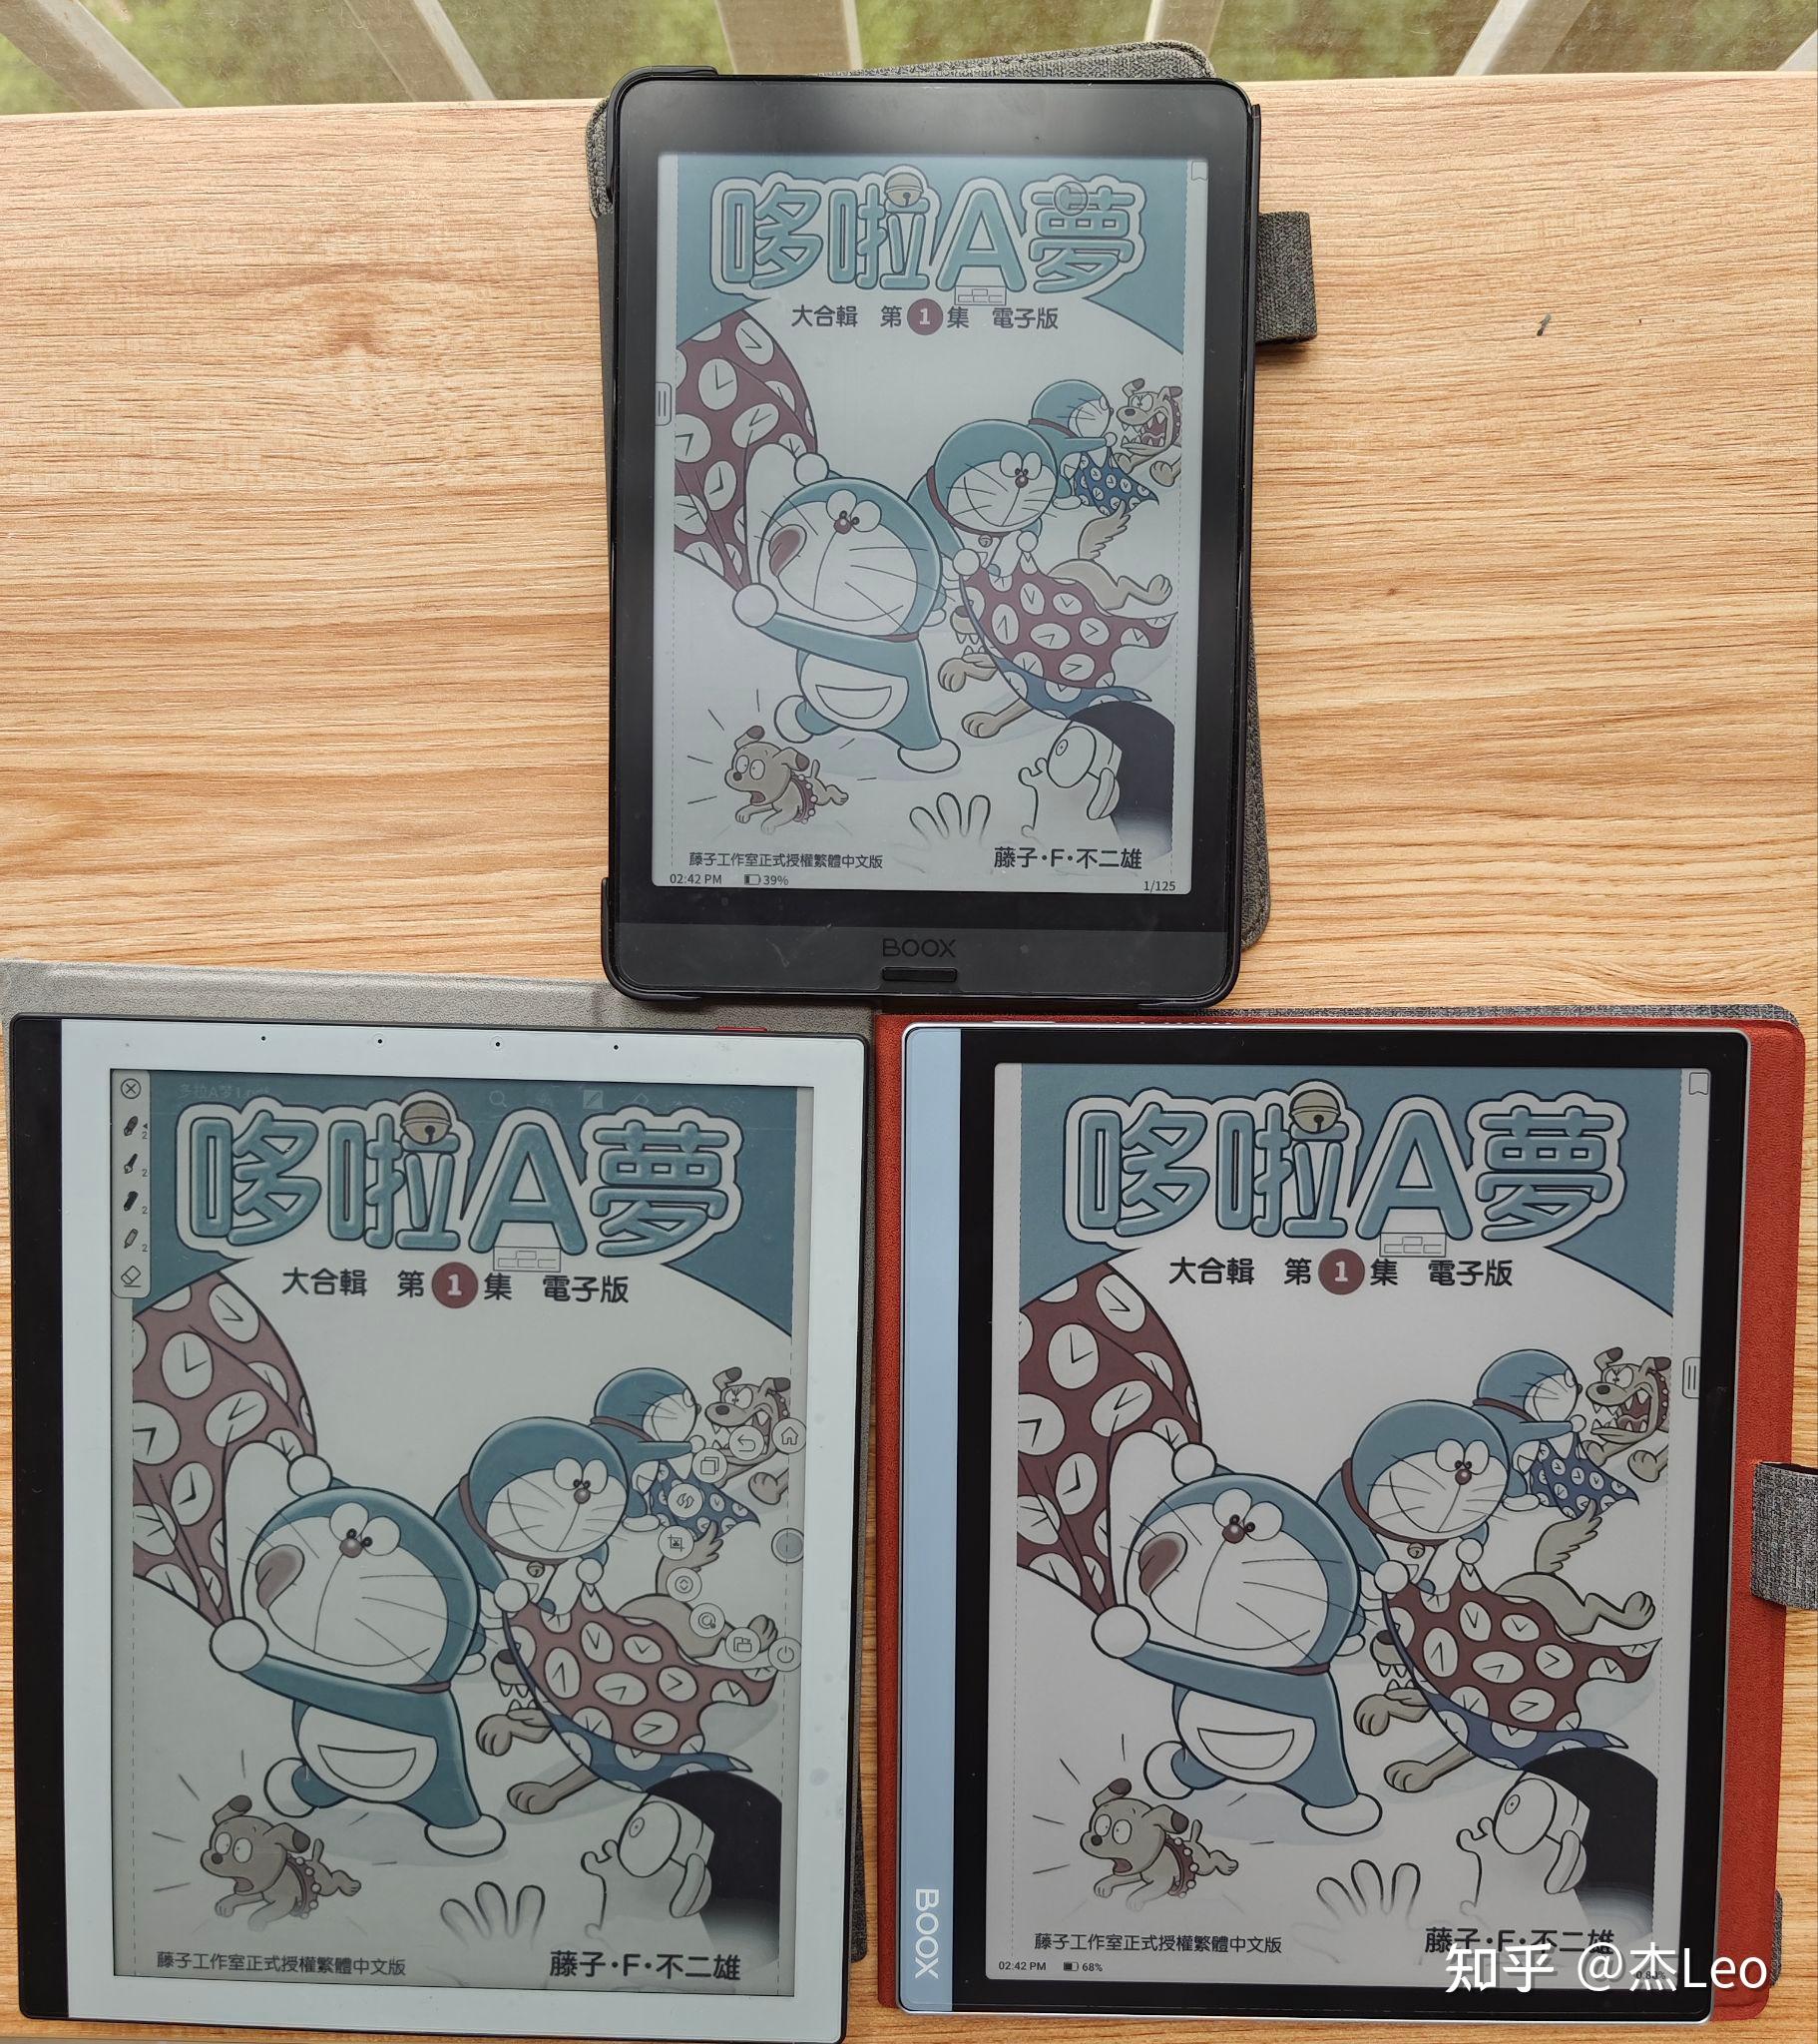 哆啦A夢
大合輯 第1集 電子版
藤子工作室正式授權繁體中文版
藤子·F·不二雄
02:42 PM 39%
1/125
BOOX
哆啦A夢
大合輯 第1集 電子版
藤子工作室正式授權繁體中文版
藤子·F·不二雄
哆啦A夢
大合輯 第1集 電子版
藤子工作室正式授權繁體中文版
藤子·F·不二雄
02:42 PM 68%
BOOX
知乎 @杰Leo